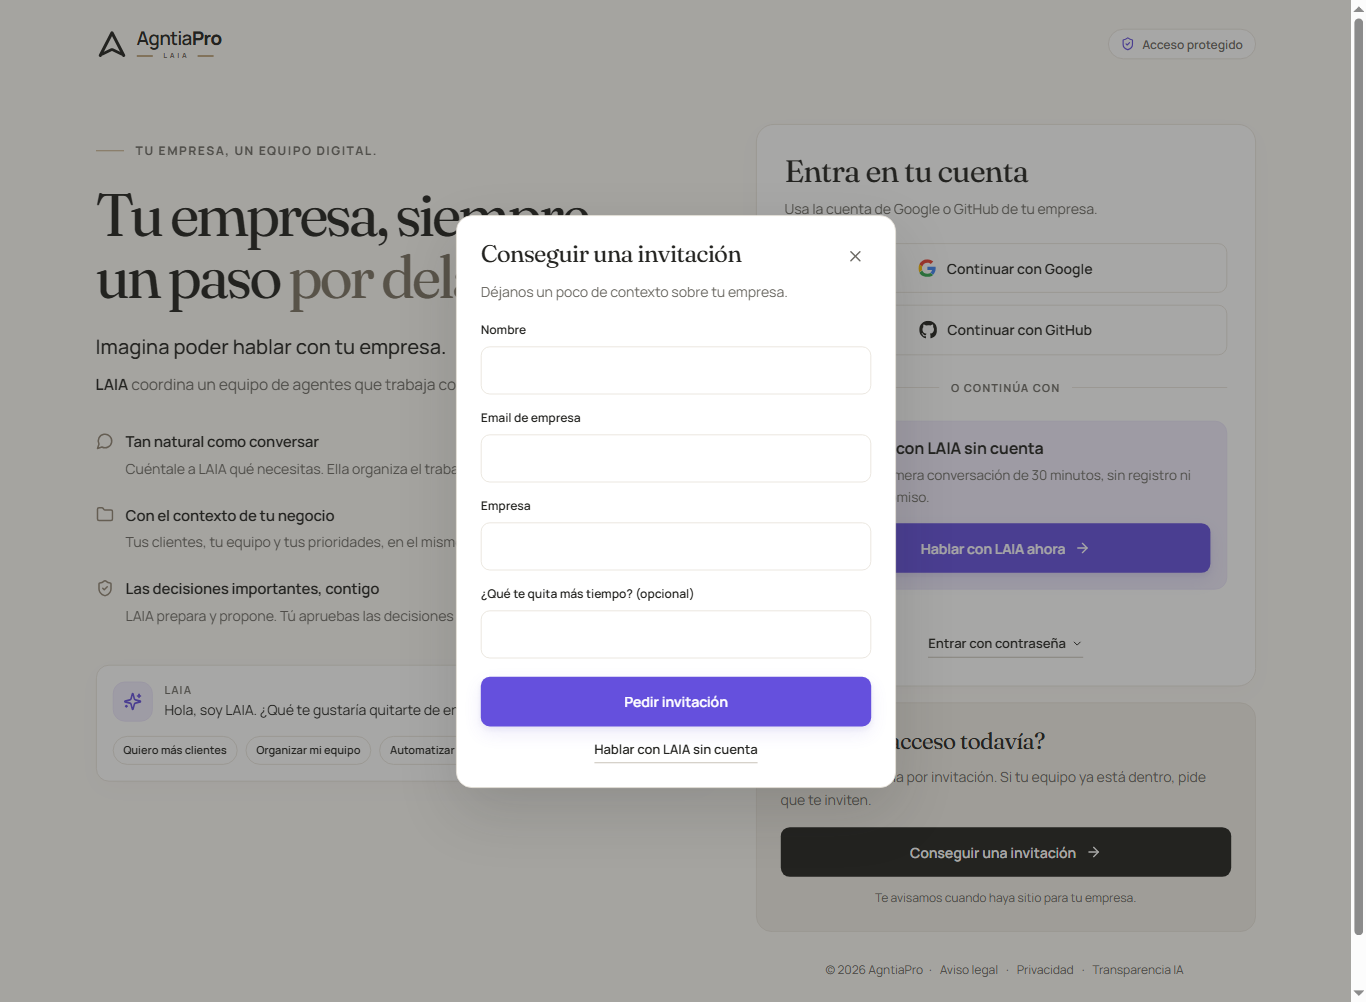 AgntiaPro
LAIA
Acceso protegido
TU EMPRESA, UN EQUIPO DIGITAL.
Tu empresa, siempre
un paso por del
Imagina poder hablar con tu empresa.
LAIA coordina un equipo de agentes que trabaja co
Tan natural como conversar
Cuéntale a LAIA qué necesitas. Ella organiza el traba
Con el contexto de tu negocio
Tus clientes, tu equipo y tus prioridades, en el mism
Las decisiones importantes, contigo
LAIA prepara y propone. Tú apruebas las decisiones
LAIA
Hola, soy LAIA. ¿Qué te gustaría quitarte de en
Quiero más clientes
Organizar mi equipo
Automatizar
Conseguir una invitación
Déjanos un poco de contexto sobre tu empresa.
Nombre
Email de empresa
Empresa
¿Qué te quita más tiempo? (opcional)
Pedir invitación
Hablar con LAIA sin cuenta
Entra en tu cuenta
Usa la cuenta de Google o GitHub de tu empresa.
Continuar con Google
Continuar con GitHub
O CONTINÚA CON
con LAIA sin cuenta
mera conversación de 30 minutos, sin registro ni
miso.
Hablar con LAIA ahora
Entrar con contraseña
acceso todavía?
a por invitación. Si tu equipo ya está dentro, pide
que te inviten.
Conseguir una invitación
Te avisamos cuando haya sitio para tu empresa.
© 2026 AgntiaPro · Aviso legal · Privacidad · Transparencia IA